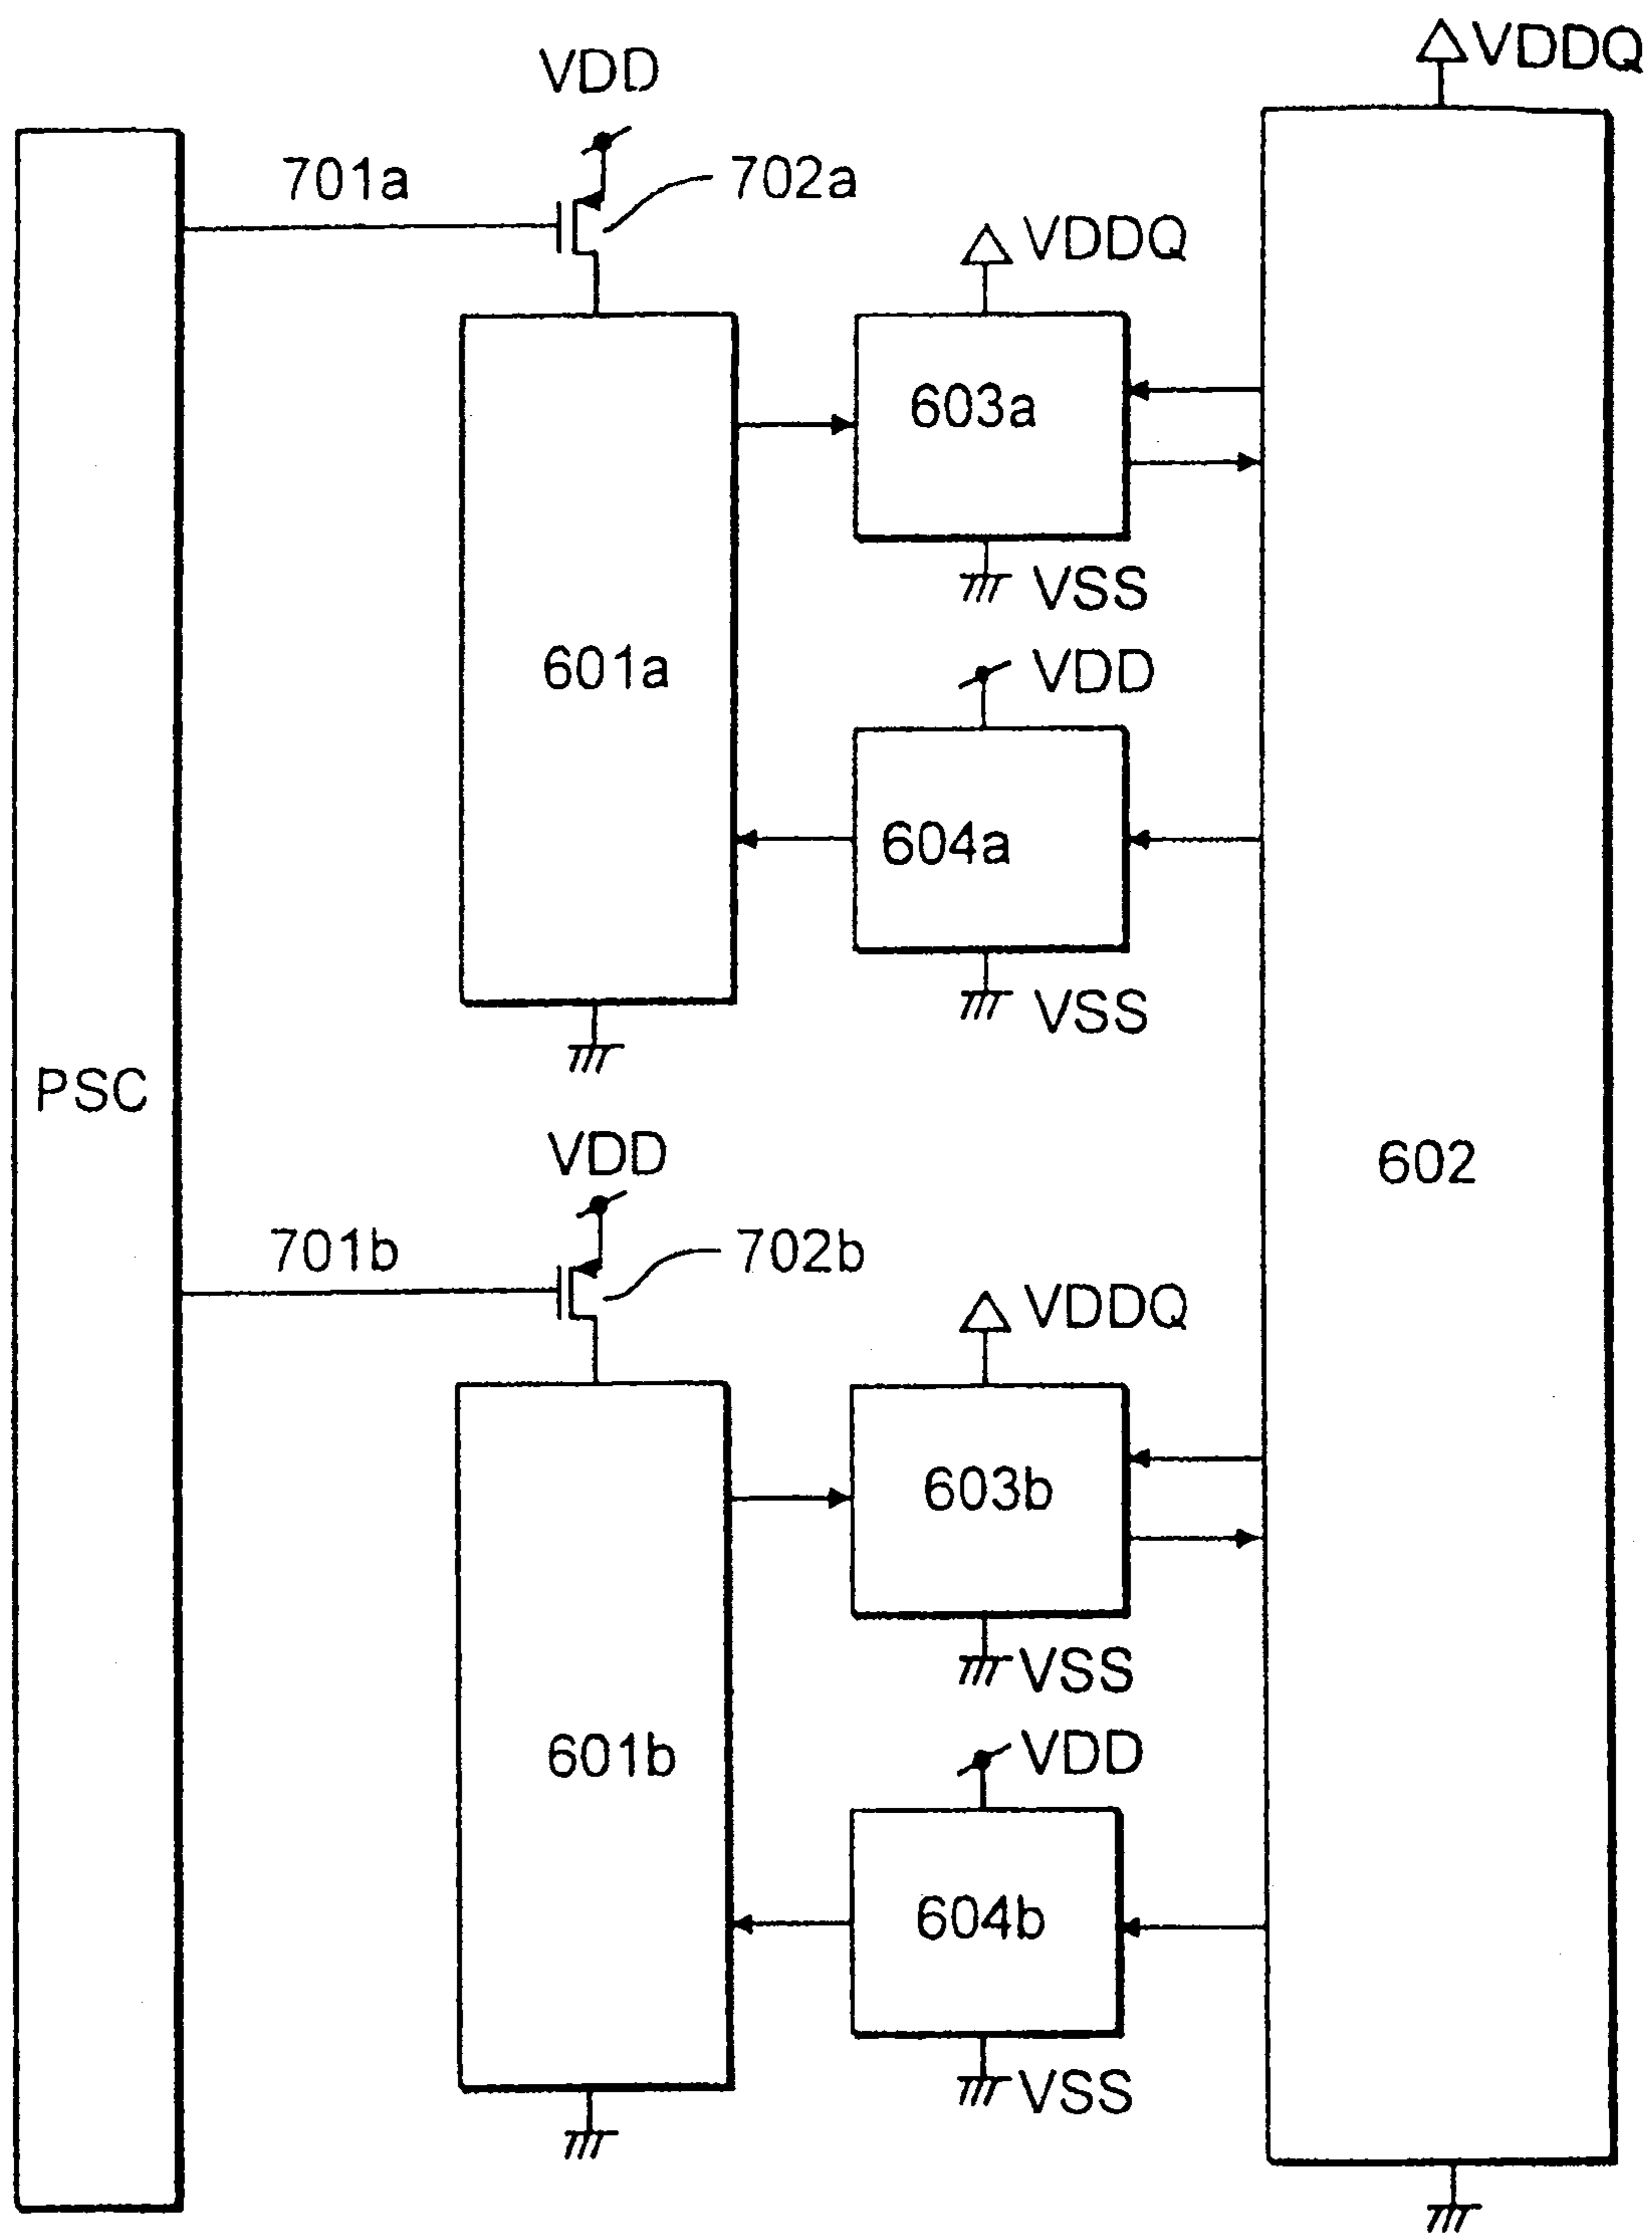 VDDQ
VDD
701a
702a
VDDQ
603a
VSS
601a
VDD
604a
VSS
PSC
VDD
602
701b
702b
VDDQ
603b
VSS
601b
VDD
604b
VSS